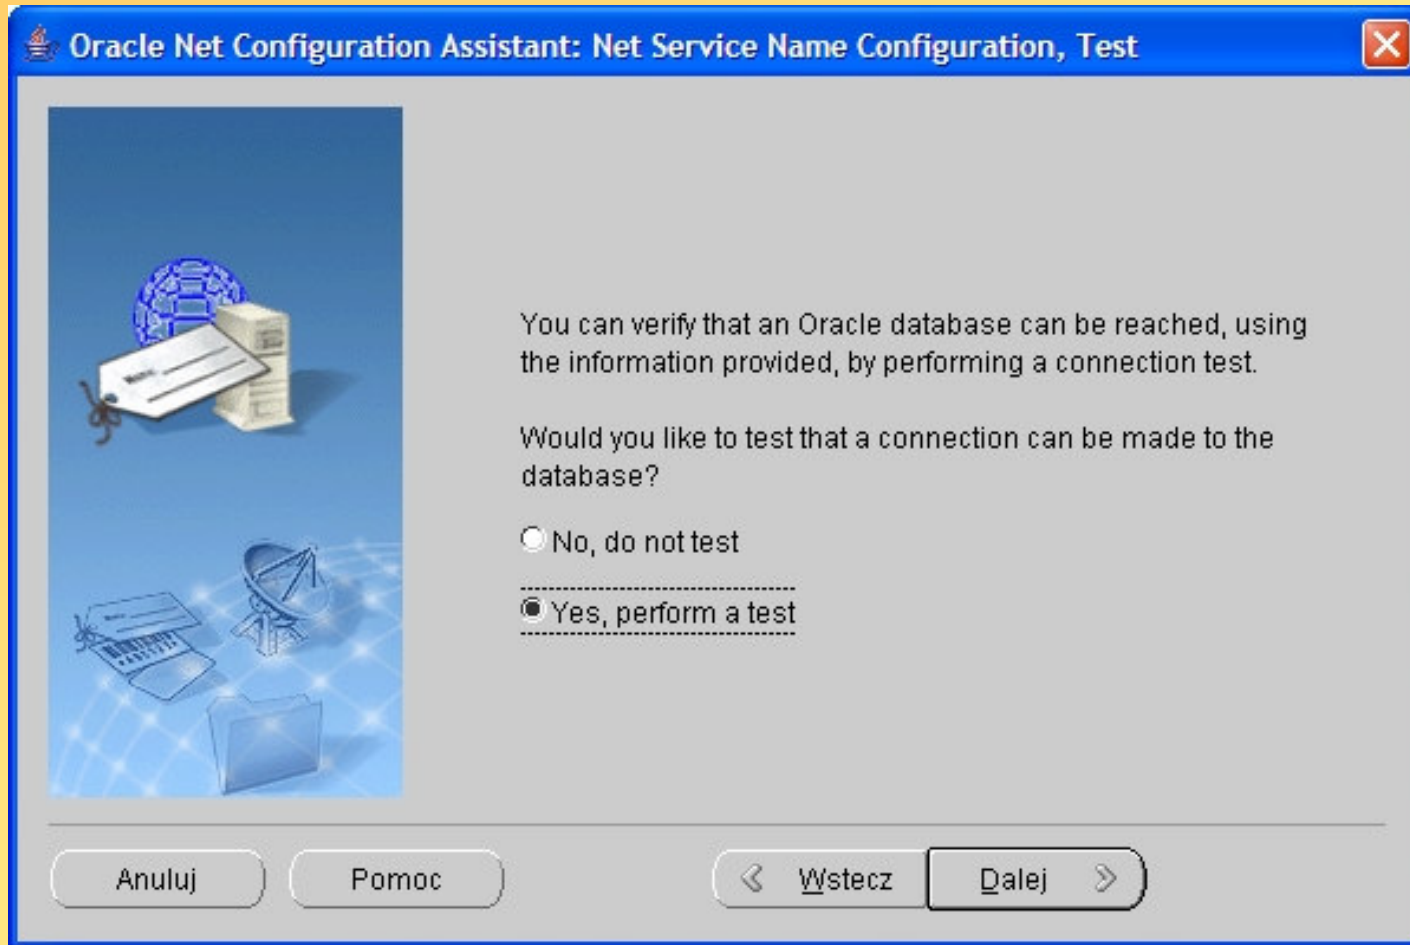 Oracle Net Configuration Assistant: Net Service Name Configuration, Test
You can verify that an Oracle database can be reached, using
the information provided, by performing a connection test.
Would you like to test that a connection can be made to the
database?
No, do not test
Yes, perform a test
Anuluj
Pomoc
Wstecz
Dalej